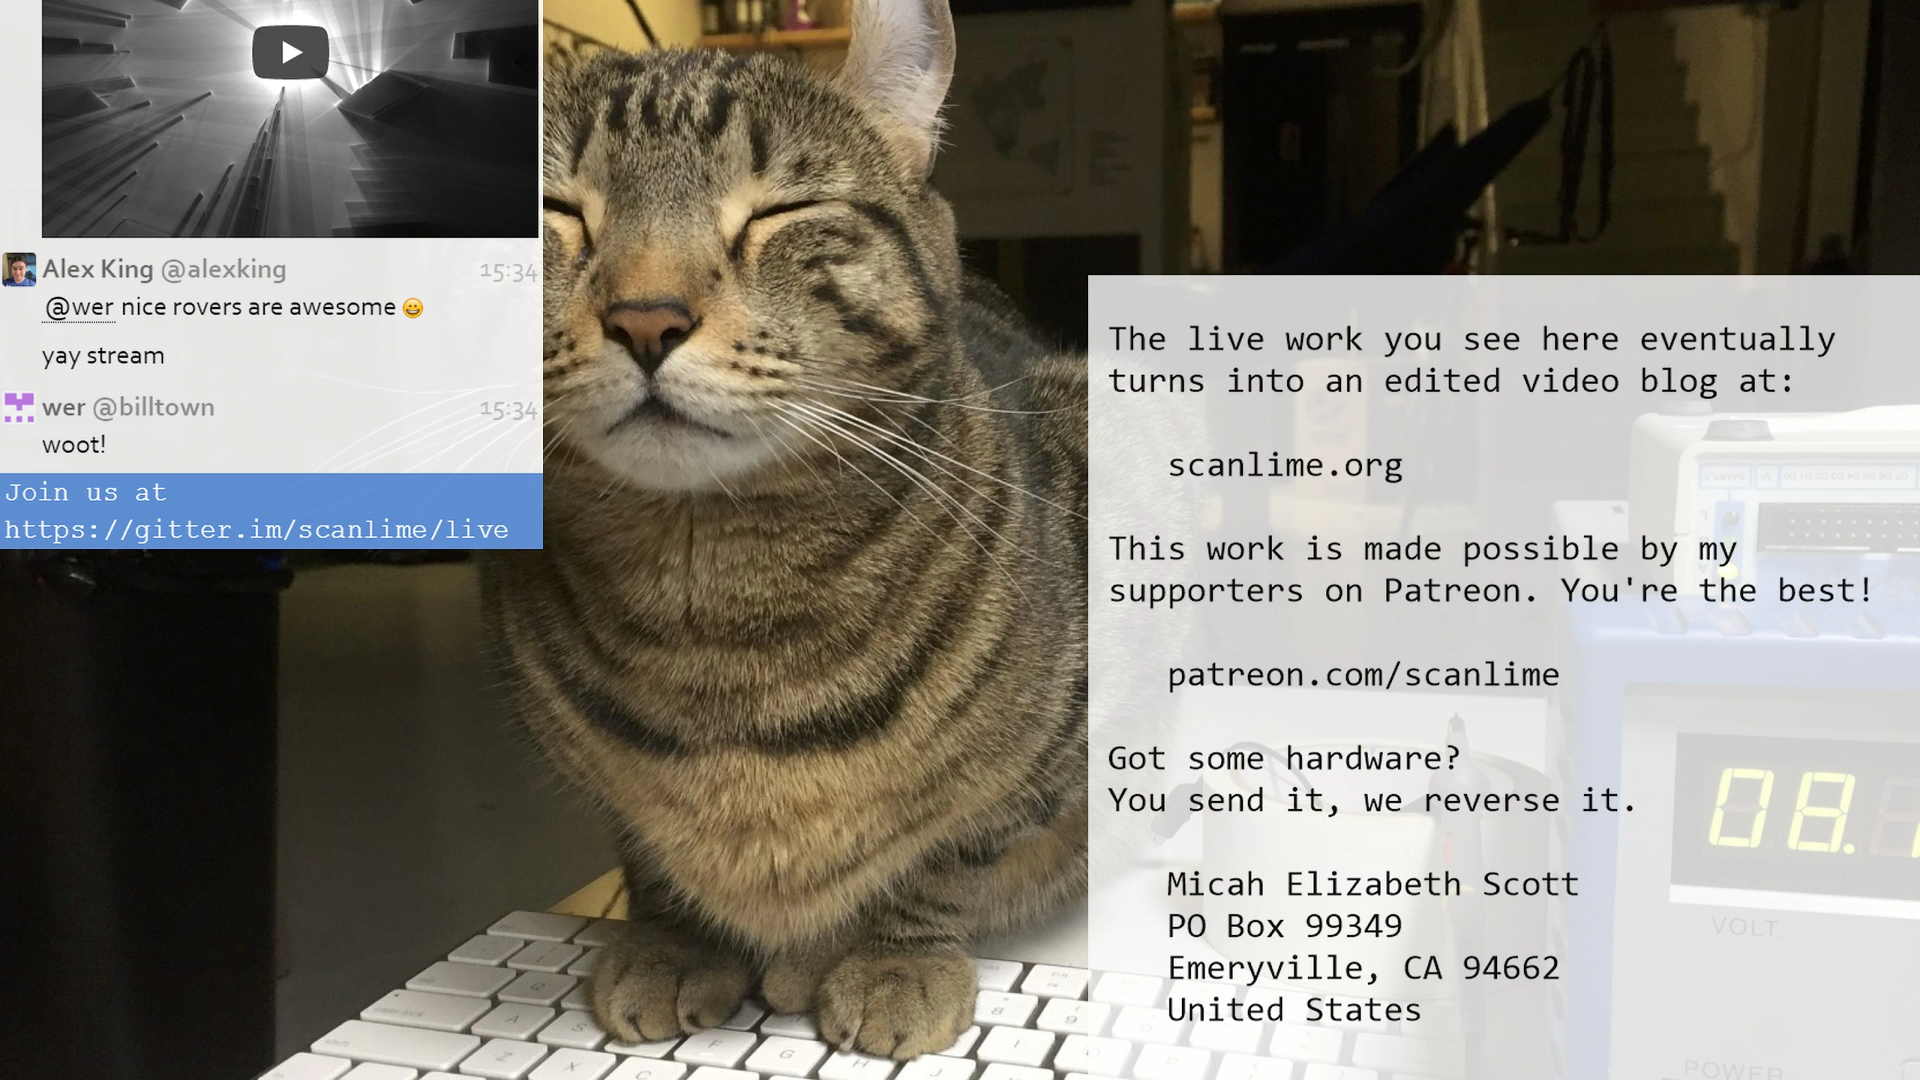 Alex King @alexking 15:34
@wer nice rovers are awesome 😀
yay stream
wer @billtown 15:34
woot!
Join us at
https://gitter.im/scanlime/live
The live work you see here eventually
turns into an edited video blog at:
scanlime.org
This work is made possible by my
supporters on Patreon. You're the best!
patreon.com/scanlime
Got some hardware?
You send it, we reverse it.
Micah Elizabeth Scott
PO Box 99349
Emeryville, CA 94662
United States
08.
VOLT.
POWER
Q
A S F G H J
Z X C
8 9 I O P